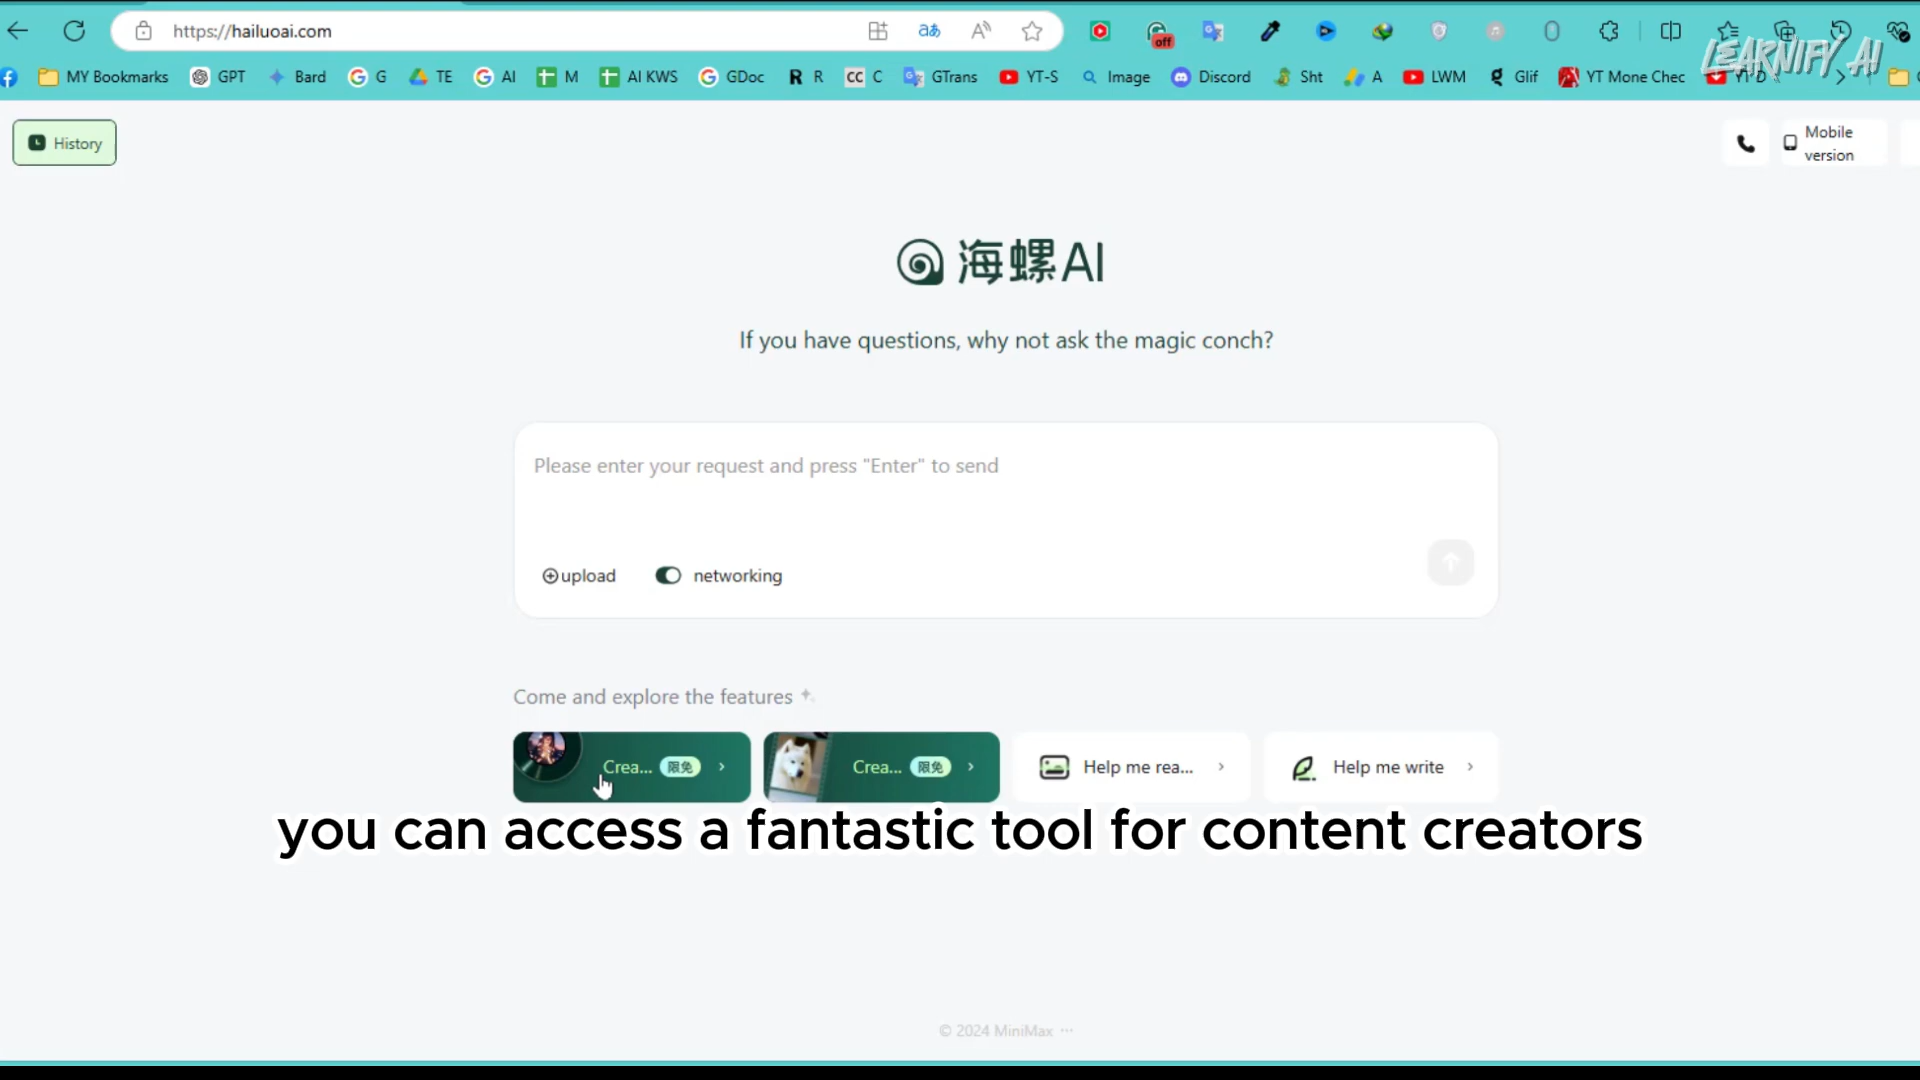 https://hailuoai.com
off
LEARNIFY AI
MY Bookmarks GPT Bard G TE AI M AI KWS GDoc R CC C GTrans YT-S Image Discord Sht A LWM Glif YT Mone Chec YT D
History
Mobile version
海螺AI
If you have questions, why not ask the magic conch?
Please enter your request and press "Enter" to send
upload networking
Come and explore the features
Crea... 限免 Crea... 限免 Help me rea... Help me write
you can access a fantastic tool for content creators
© 2024 MiniMax ···